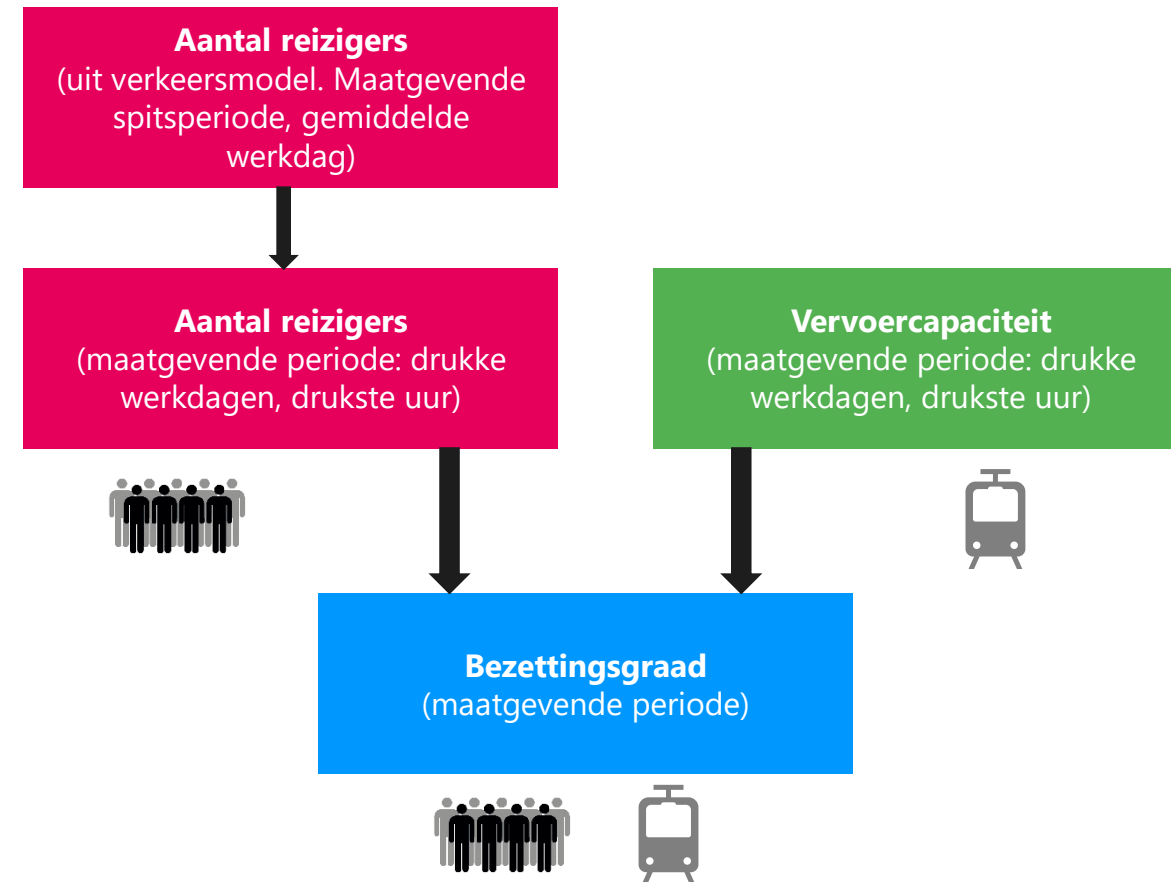 Aantal reizigers
(uit verkeersmodel. Maatgevende
spitsperiode, gemiddelde
werkdag)
Aantal reizigers
(maatgevende periode: drukke
werkdagen, drukste uur)
Vervoercapaciteit
(maatgevende periode: drukke
werkdagen, drukste uur)
Bezettingsgraad
(maatgevende periode)